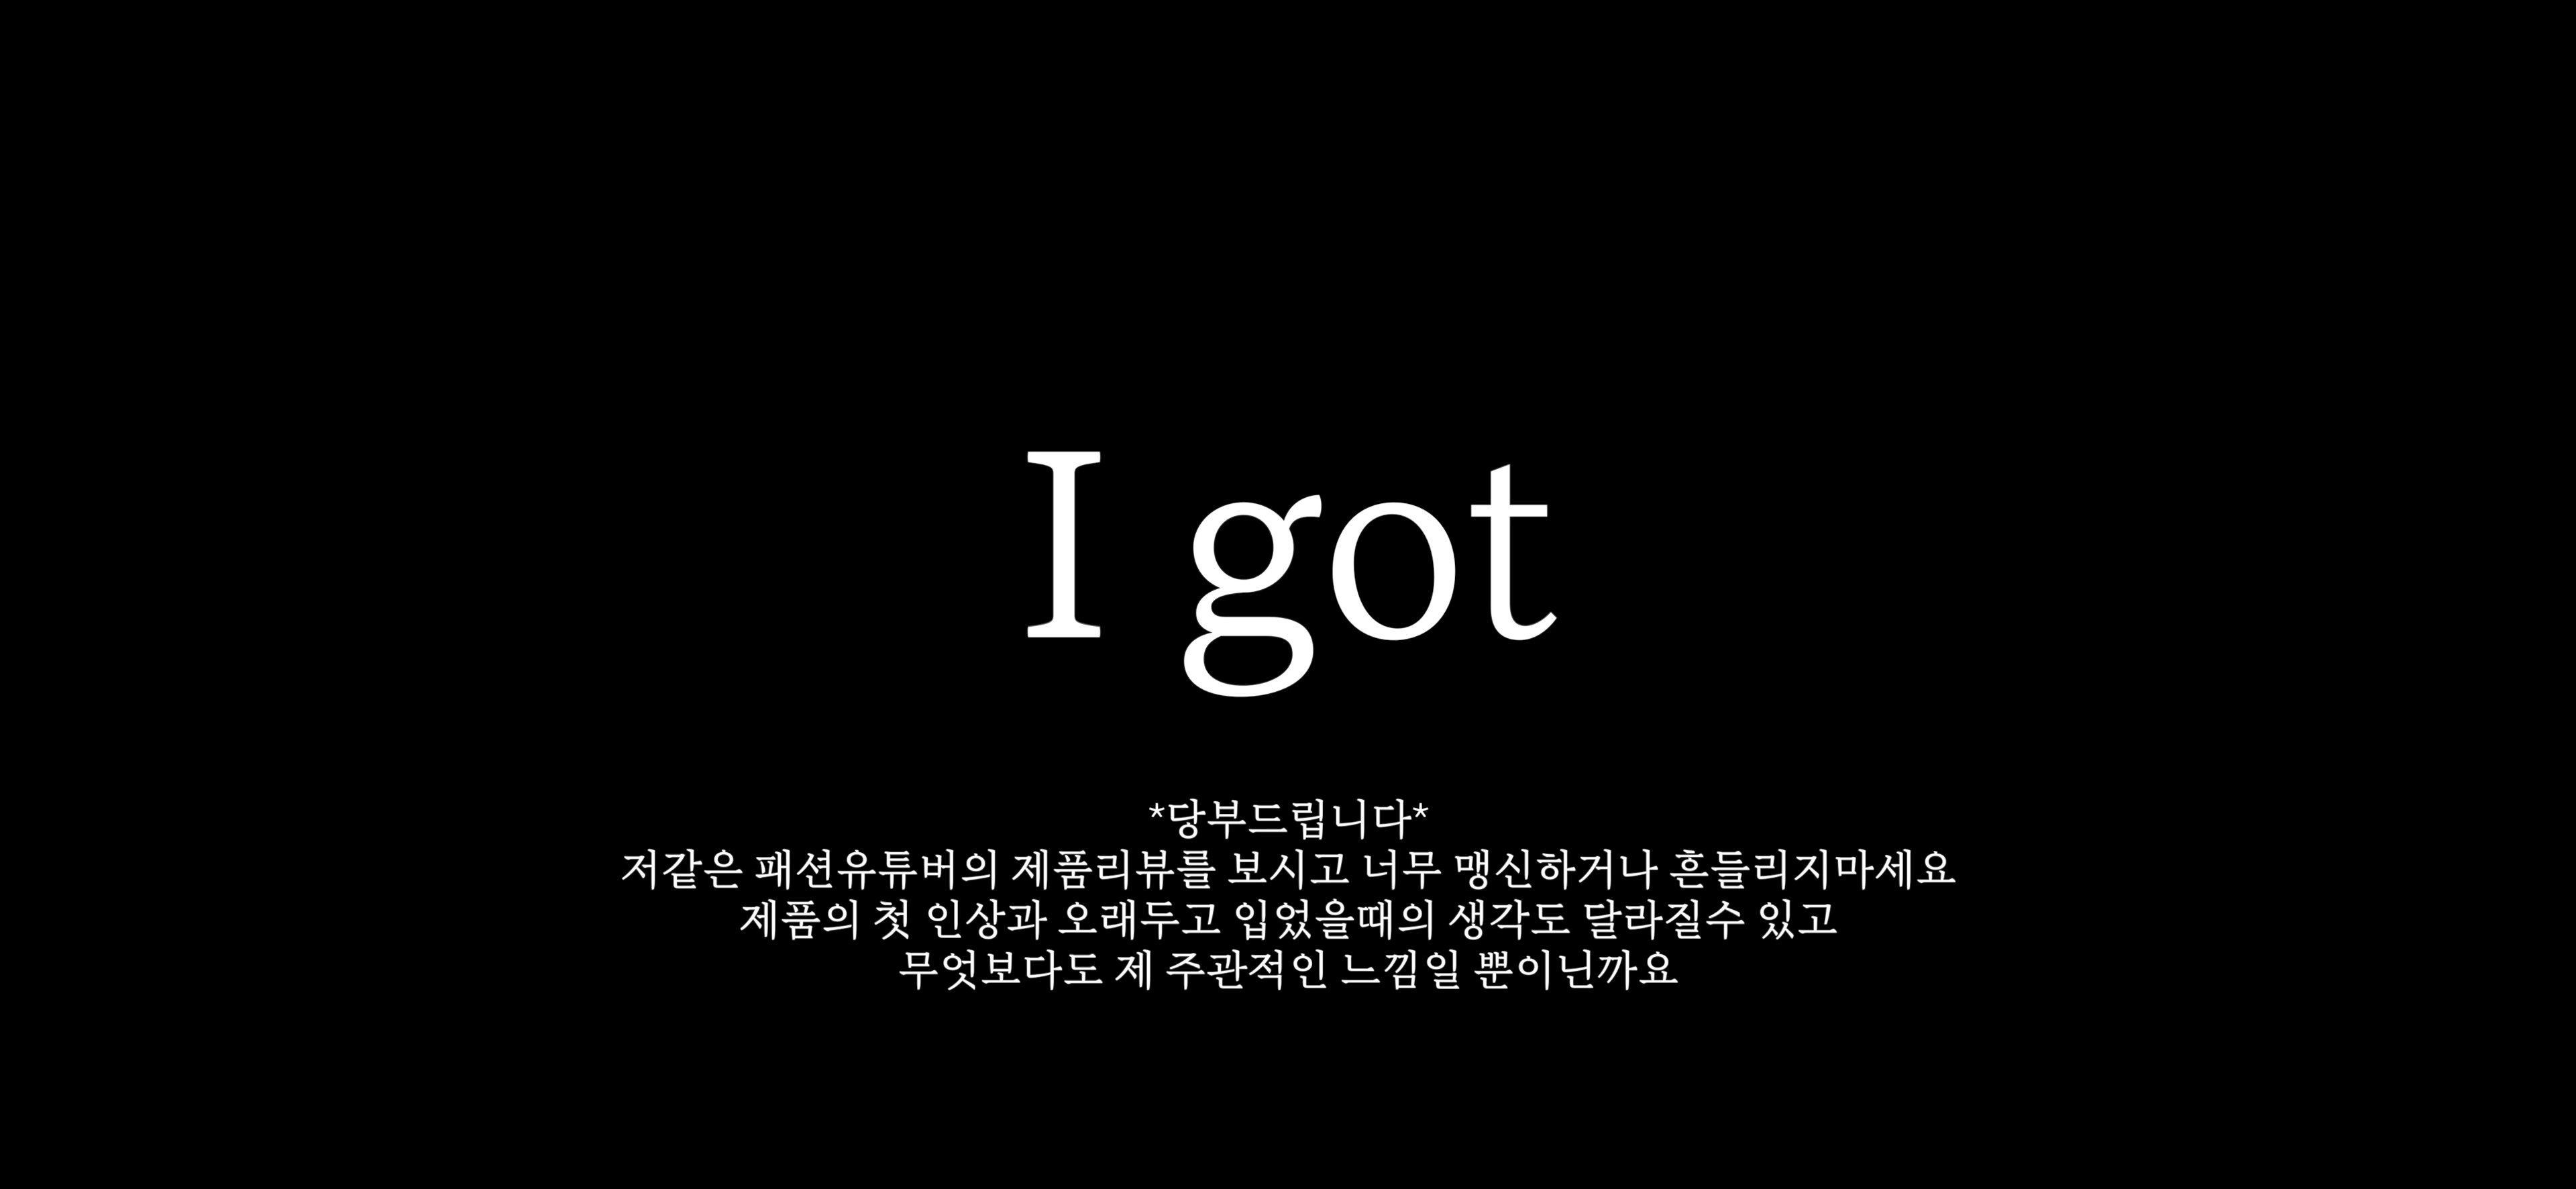 I got
*당부드립니다*
저같은 패션유튜버의 제품리뷰를 보시고 너무 맹신하거나 흔들리지마세요
제품의 첫 인상과 오래두고 입었을때의 생각도 달라질수 있고
무엇보다도 제 주관적인 느낌일 뿐이닌까요